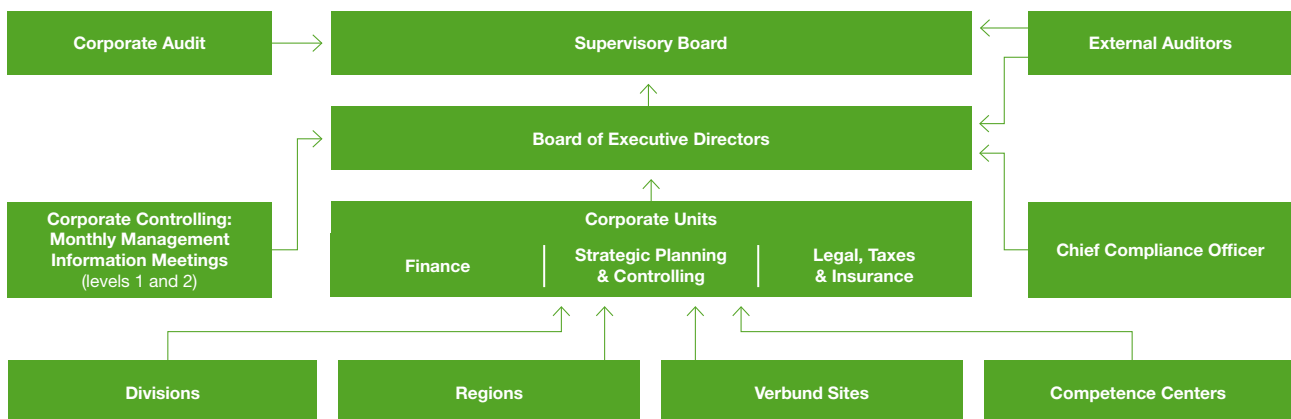 Corporate Audit
Supervisory Board
External Auditors
Board of Executive Directors
Corporate Controlling:
Monthly Management
Information Meetings
(levels 1 and 2)
Corporate Units
Finance
Strategic Planning
& Controlling
Legal, Taxes
& Insurance
Chief Compliance Officer
Divisions
Regions
Verbund Sites
Competence Centers